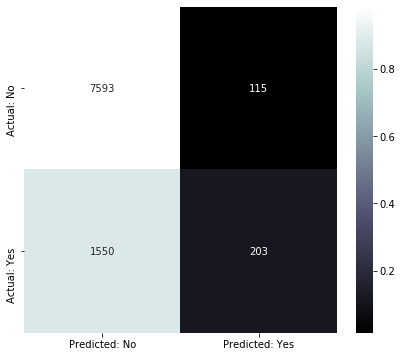 Actual: No
7593
115
Actual: Yes
1550
203
Predicted: No
Predicted: Yes
0.8
0.6
0.4
0.2